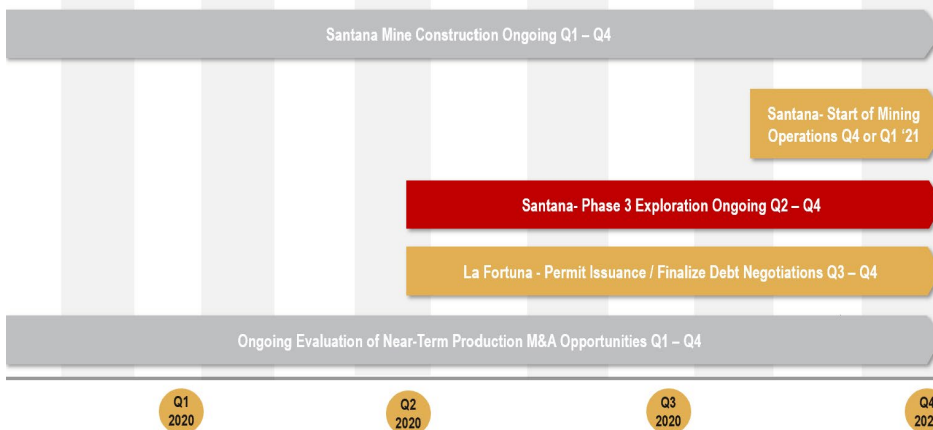 Santana Mine Construction Ongoing Q1 – Q4
Santana- Start of Mining
Operations Q4 or Q1 ‘21
Santana- Phase 3 Exploration Ongoing Q2 – Q4
La Fortuna - Permit Issuance / Finalize Debt Negotiations Q3 – Q4
Ongoing Evaluation of Near-Term Production M&A Opportunities Q1 – Q4
Q1
2020
Q2
2020
Q3
2020
Q4